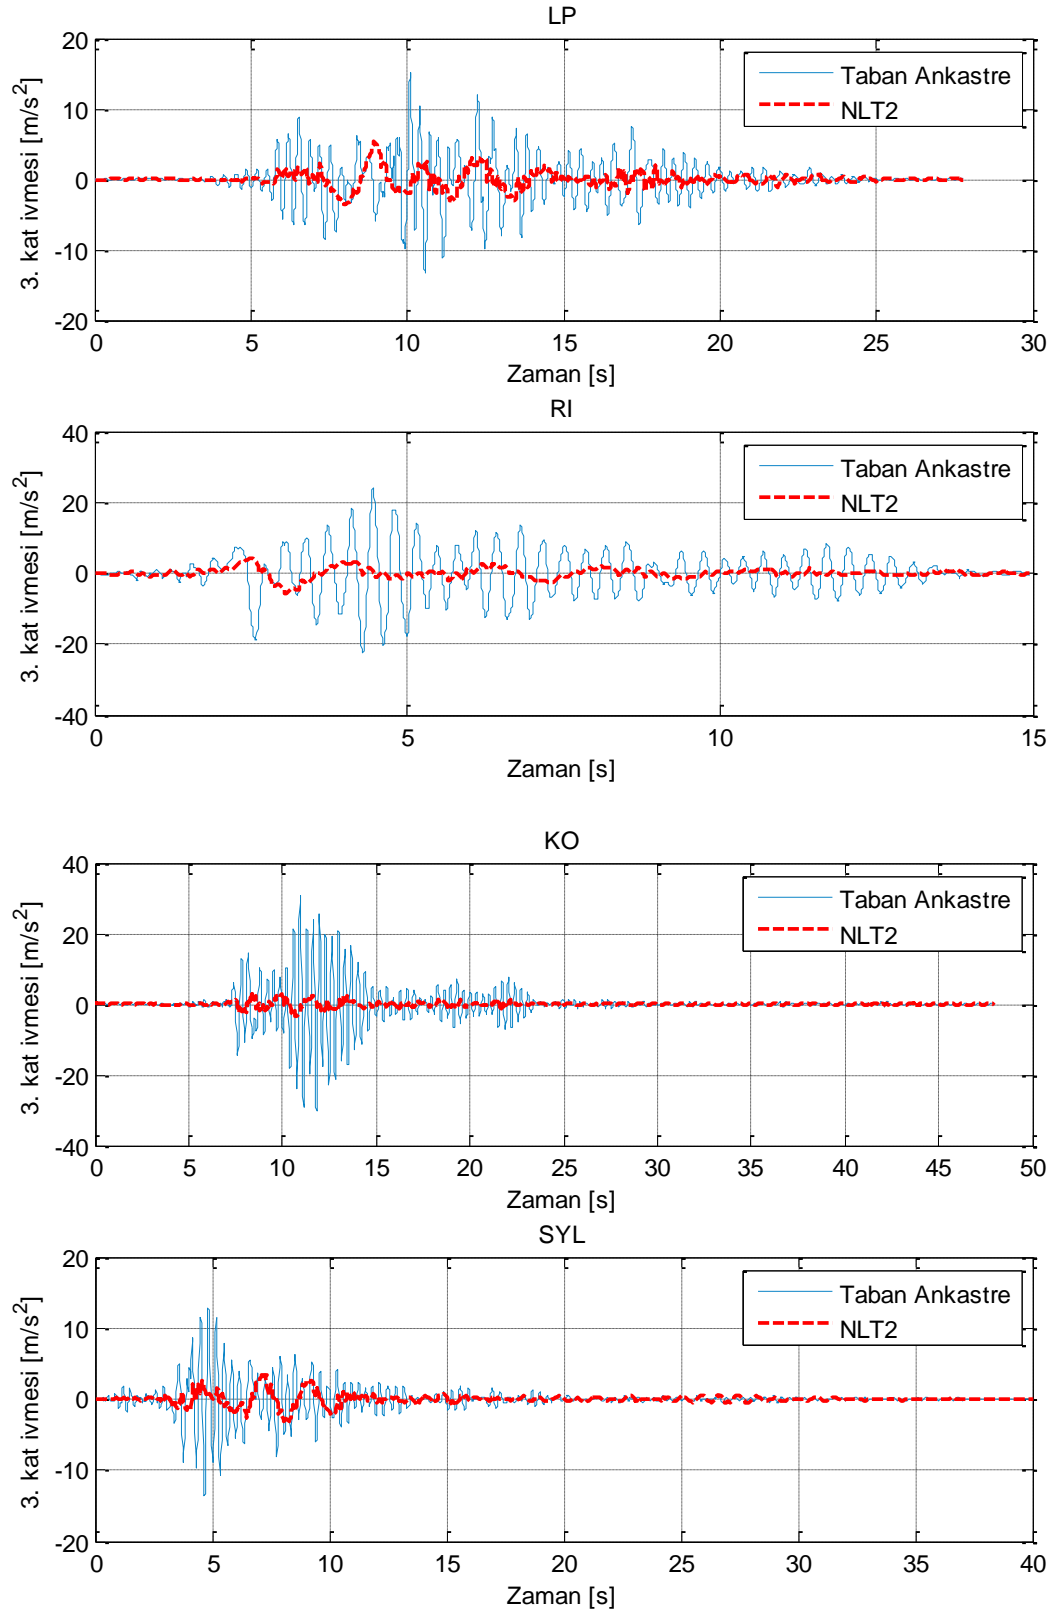 LP
20
10
0
-10
-20
3. kat ivmesi [m/s²]
Taban Ankastre
NLT2
0 5 10 15 20 25 30
Zaman [s]
RI
40
20
0
-20
-40
3. kat ivmesi [m/s²]
Taban Ankastre
NLT2
0 5 10 15
Zaman [s]
KO
40
20
0
-20
-40
3. kat ivmesi [m/s²]
Taban Ankastre
NLT2
0 5 10 15 20 25 30 35 40 45 50
Zaman [s]
SYL
20
10
0
-10
-20
3. kat ivmesi [m/s²]
Taban Ankastre
NLT2
0 5 10 15 20 25 30 35 40
Zaman [s]